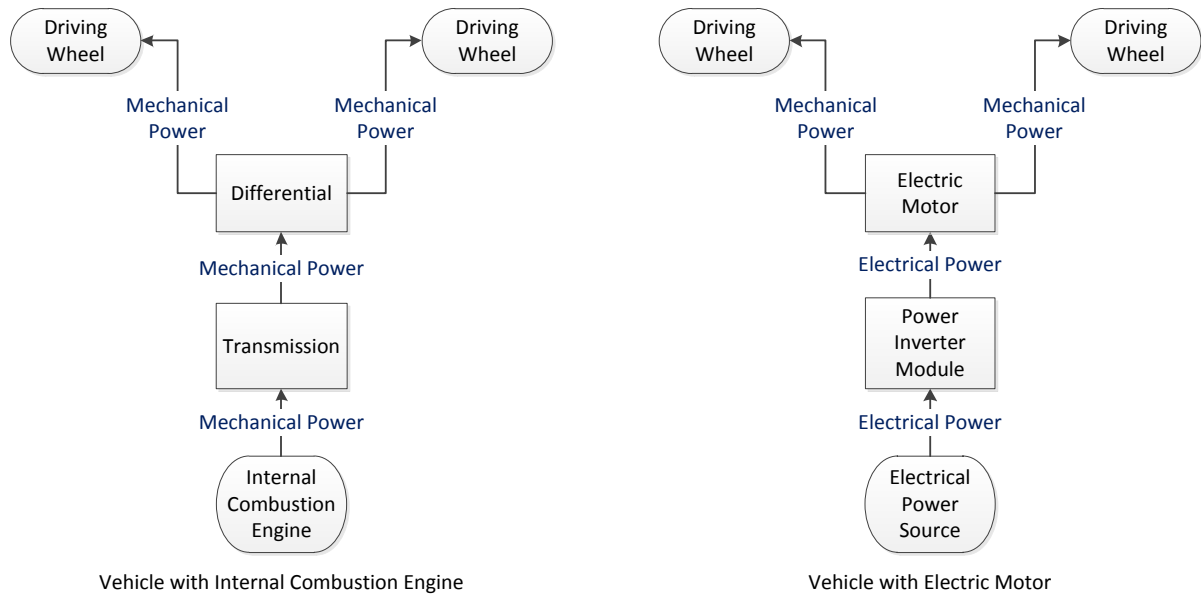 Driving
Wheel
Driving
Wheel
Mechanical
Power
Mechanical
Power
Differential
Mechanical Power
Transmission
Mechanical Power
Internal
Combustion
Engine
Vehicle with Internal Combustion Engine
Driving
Wheel
Driving
Wheel
Mechanical
Power
Mechanical
Power
Electric
Motor
Electrical Power
Power
Inverter
Module
Electrical Power
Electrical
Power
Source
Vehicle with Electric Motor